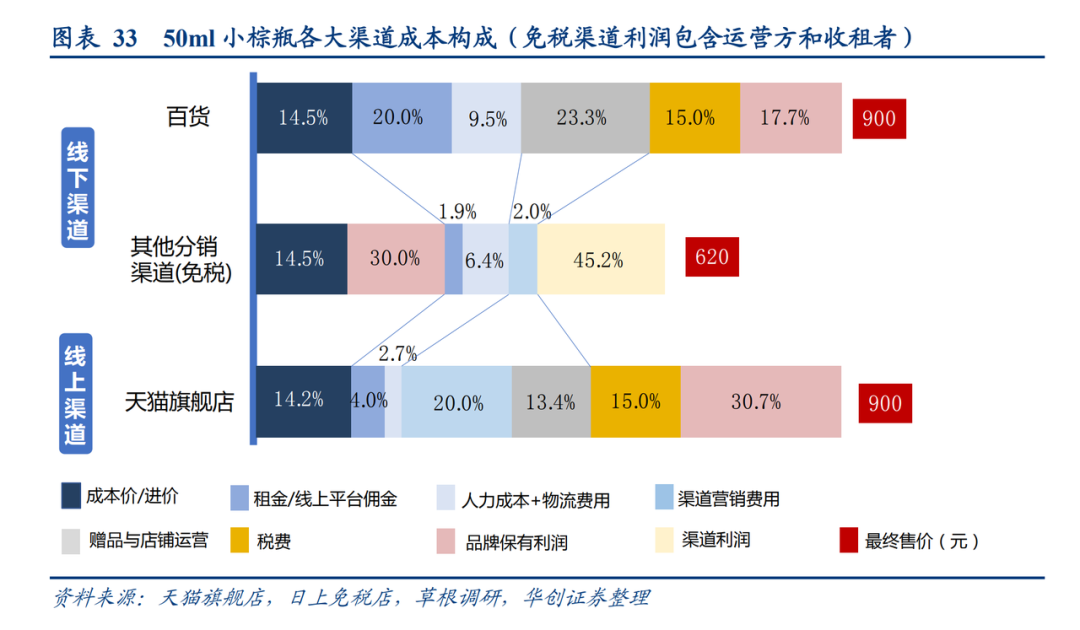 图表 33 50ml 小棕瓶各大渠道成本构成（免税渠道利润包含运营方和收租者）
线下渠道
百货
14.5%
20.0%
9.5%
23.3%
15.0%
17.7%
900
1.9%
2.0%
其他分销
渠道(免税)
14.5%
30.0%
6.4%
45.2%
620
线上渠道
2.7%
天猫旗舰店
14.2%
4.0%
20.0%
13.4%
15.0%
30.7%
900
成本价/进价
租金/线上平台佣金
人力成本+物流费用
渠道营销费用
赠品与店铺运营
税费
品牌保有利润
渠道利润
最终售价（元）
资料来源：天猫旗舰店，日上免税店，草根调研，华创证券整理